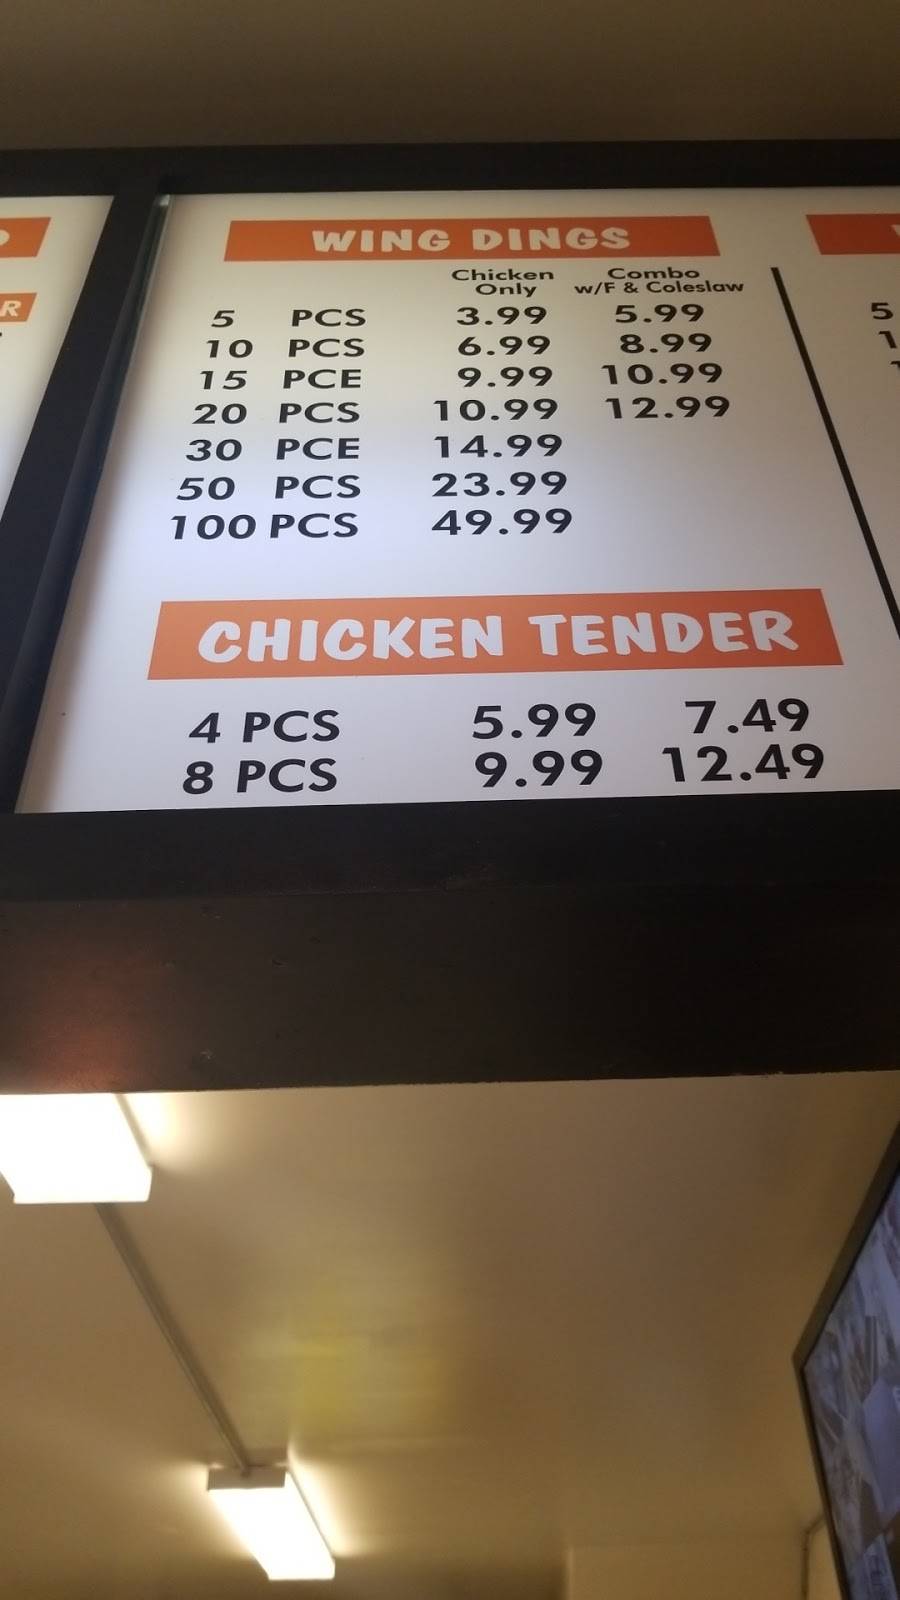 WING DINGS
Chicken Only Combo w/F & Coleslaw
5 PCS 3.99 5.99
10 PCS 6.99 8.99
15 PCE 9.99 10.99
20 PCS 10.99 12.99
30 PCE 14.99
50 PCS 23.99
100 PCS 49.99
CHICKEN TENDER
4 PCS 5.99 7.49
8 PCS 9.99 12.49
R
5